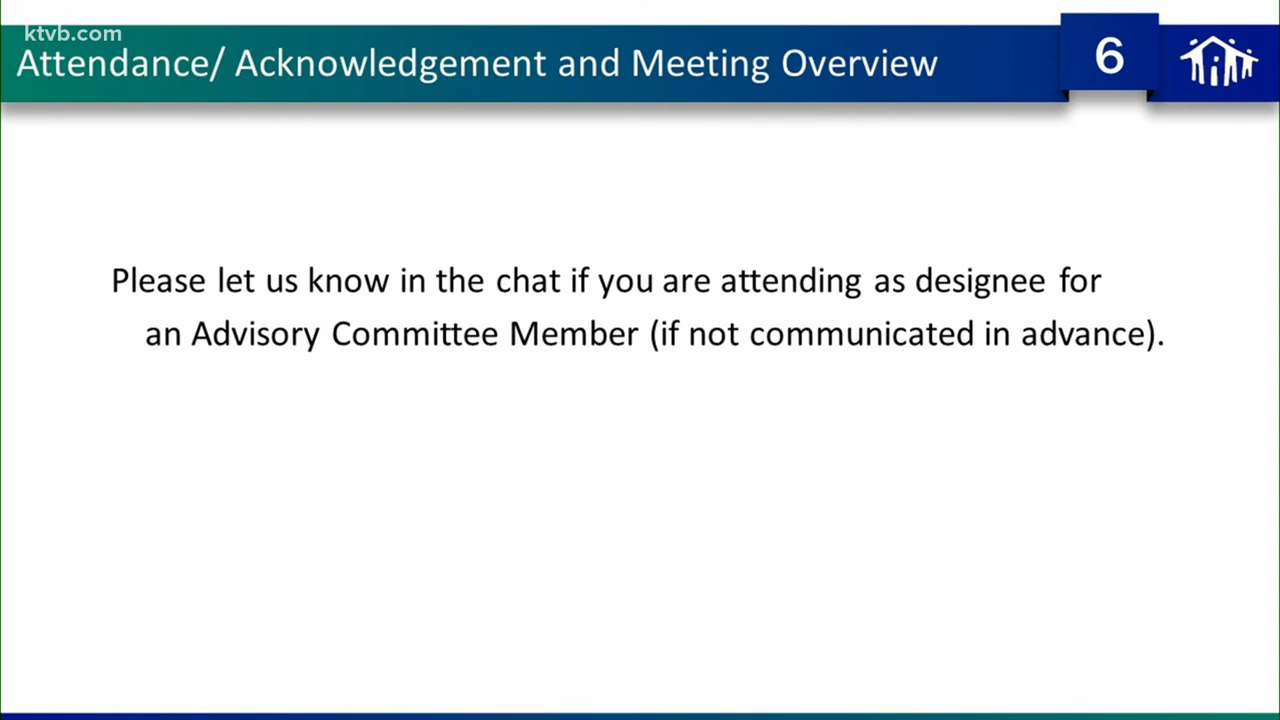 ktvb.com
Attendance/ Acknowledgement and Meeting Overview
6
Please let us know in the chat if you are attending as designee for
an Advisory Committee Member (if not communicated in advance).